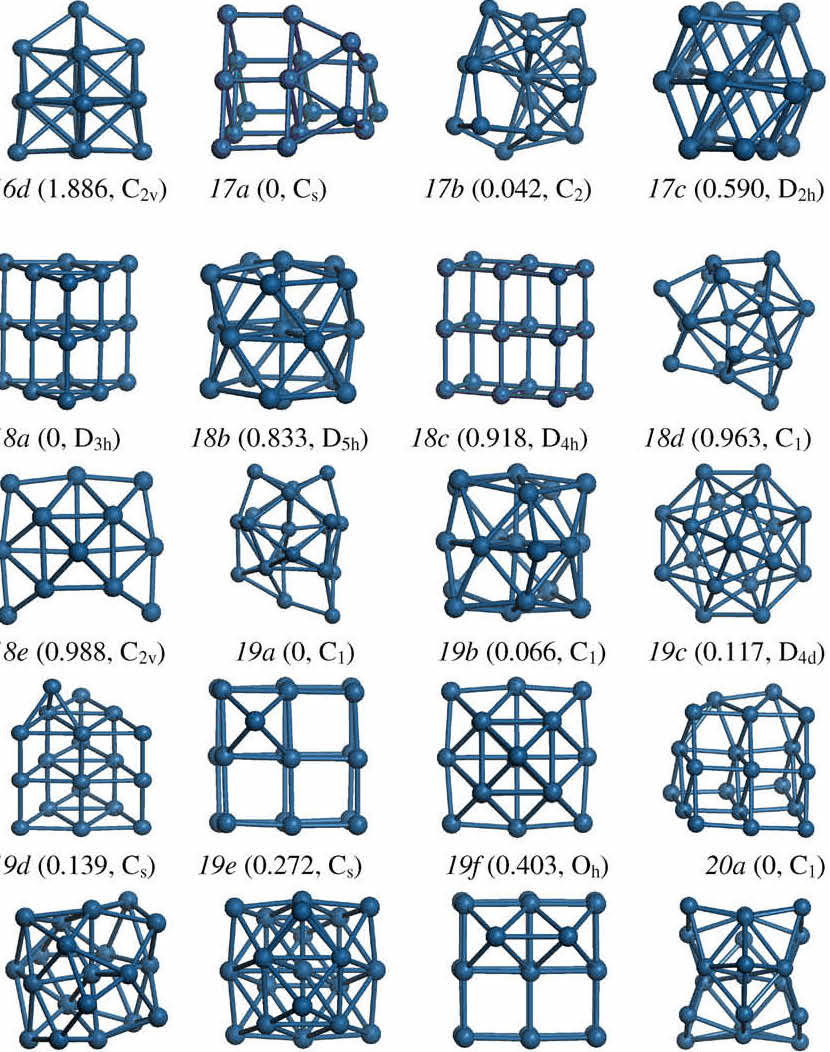 6d (1.886, C2v) 17a (0, Cs) 17b (0.042, C2) 17c (0.590, D2h)
8a (0, D3h) 18b (0.833, D5h) 18c (0.918, D4h) 18d (0.963, C1)
8e (0.988, C2v) 19a (0, C1) 19b (0.066, C1) 19c (0.117, D4d)
9d (0.139, Cs) 19e (0.272, Cs) 19f (0.403, Oh) 20a (0, C1)